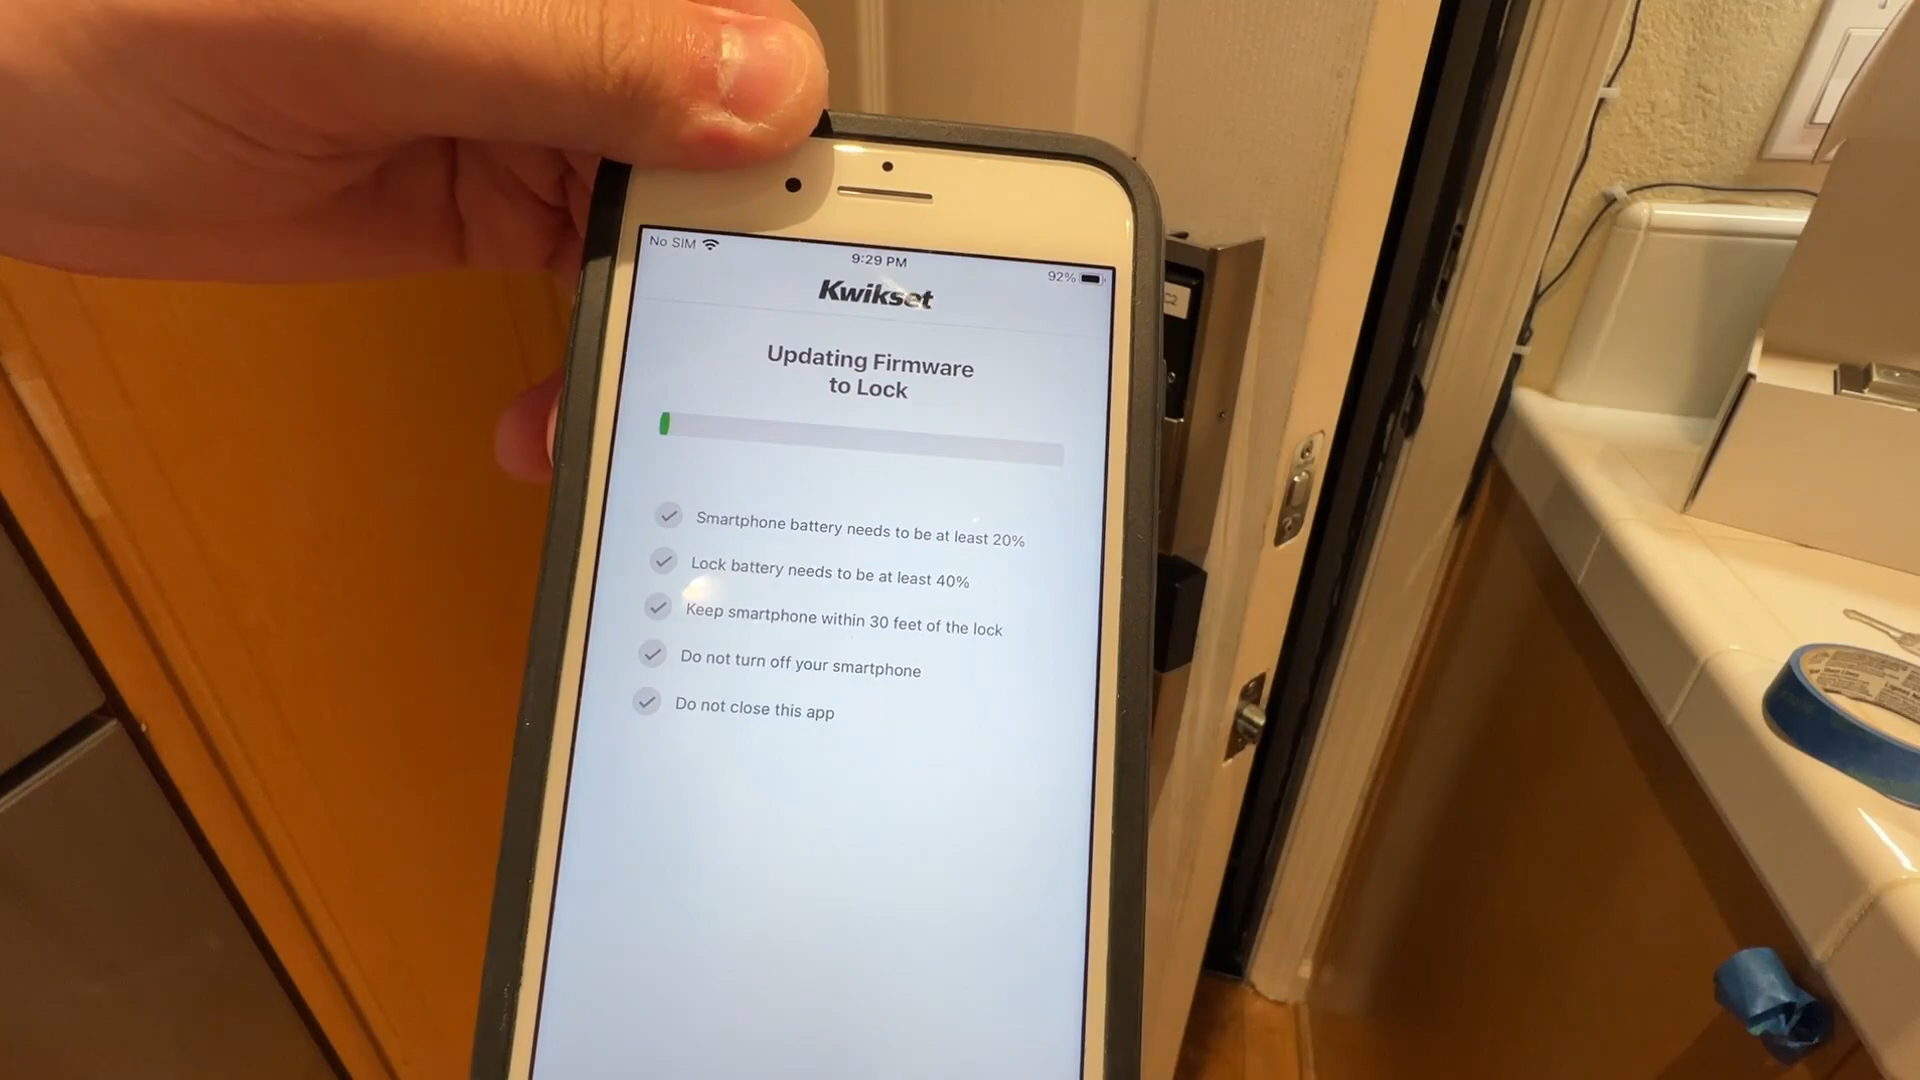 No SIM
9:29 PM
92%
Kwikset
Updating Firmware
to Lock
Smartphone battery needs to be at least 20%
Lock battery needs to be at least 40%
Keep smartphone within 30 feet of the lock
Do not turn off your smartphone
Do not close this app
C2